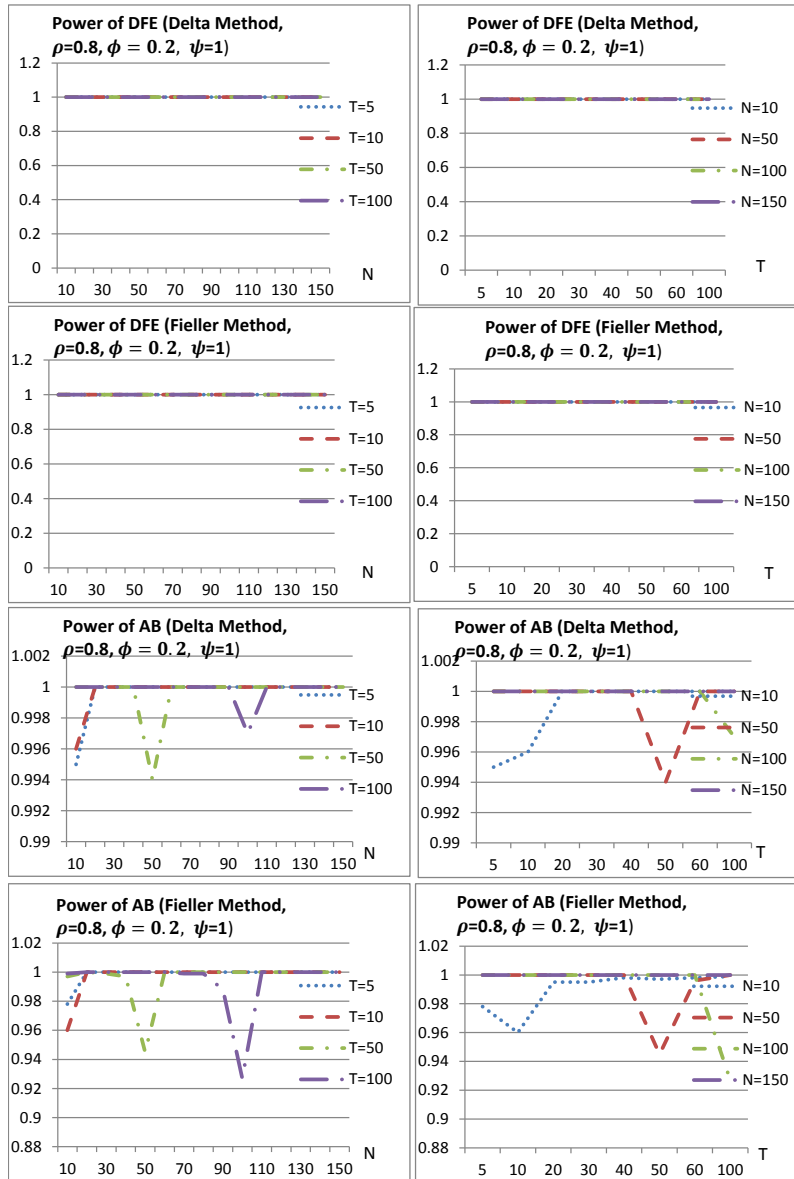 Power of DFE (Delta Method,
ρ=0.8, ϕ = 0.2, ψ=1)
1.2
1
0.8
0.6
0.4
0.2
0
10 30 50 70 90 110 130 150
N
T=5
T=10
T=50
T=100
Power of DFE (Delta Method,
ρ=0.8, ϕ = 0.2, ψ=1)
1.2
1
0.8
0.6
0.4
0.2
0
5 10 20 30 40 50 60 100
T
N=10
N=50
N=100
N=150
Power of DFE (Fieller Method,
ρ=0.8, ϕ = 0.2, ψ=1)
1.2
1
0.8
0.6
0.4
0.2
0
10 30 50 70 90 110 130 150
N
T=5
T=10
T=50
T=100
Power of DFE (Fieller Method,
ρ=0.8, ϕ = 0.2, ψ=1)
1.2
1
0.8
0.6
0.4
0.2
0
5 10 20 30 40 50 60 100
T
N=10
N=50
N=100
N=150
Power of AB (Delta Method,
ρ=0.8, ϕ = 0.2, ψ=1)
1.002
1
0.998
0.996
0.994
0.992
0.99
10 30 50 70 90 110 130 150
N
T=5
T=10
T=50
T=100
Power of AB (Delta Method,
ρ=0.8, ϕ = 0.2, ψ=1)
1.002
1
0.998
0.996
0.994
0.992
0.99
5 10 20 30 40 50 60 100
T
N=10
N=50
N=100
N=150
Power of AB (Fieller Method,
ρ=0.8, ϕ = 0.2, ψ=1)
1.02
1
0.98
0.96
0.94
0.92
0.9
0.88
10 30 50 70 90 110 130 150
N
T=5
T=10
T=50
T=100
Power of AB (Fieller Method,
ρ=0.8, ϕ = 0.2, ψ=1)
1.02
1
0.98
0.96
0.94
0.92
0.9
0.88
5 10 20 30 40 50 60 100
T
N=10
N=50
N=100
N=150